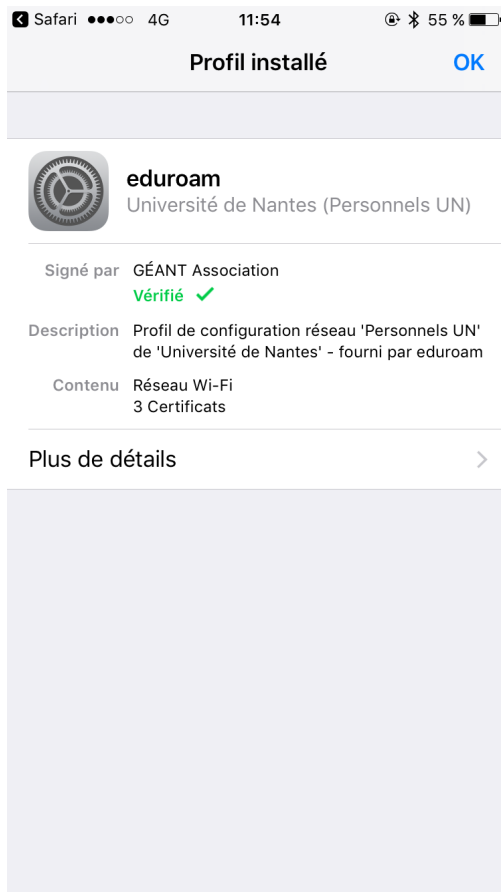 Safari 4G 11:54 55 %
Profil installé OK
eduroam
Université de Nantes (Personnels UN)
Signé par GÉANT Association
Vérifié
Description Profil de configuration réseau 'Personnels UN'
de 'Université de Nantes' - fourni par eduroam
Contenu Réseau Wi-Fi
3 Certificats
Plus de détails